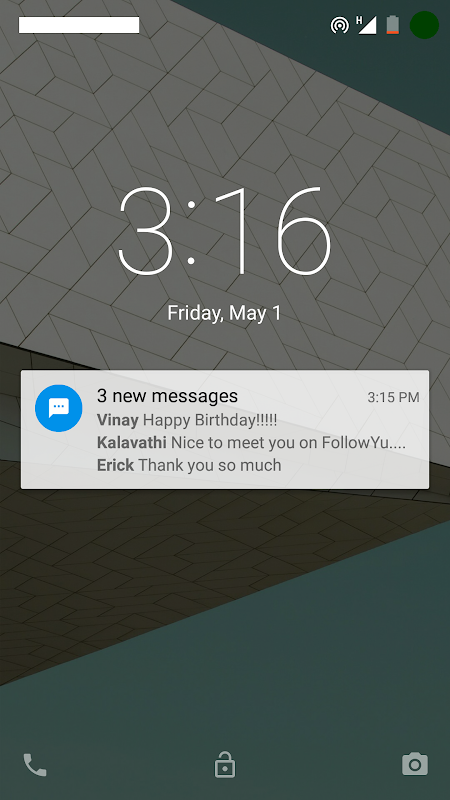 H
3:16
Friday, May 1
3 new messages 3:15 PM
Vinay Happy Birthday!!!!!
Kalavathi Nice to meet you on FollowYu....
Erick Thank you so much